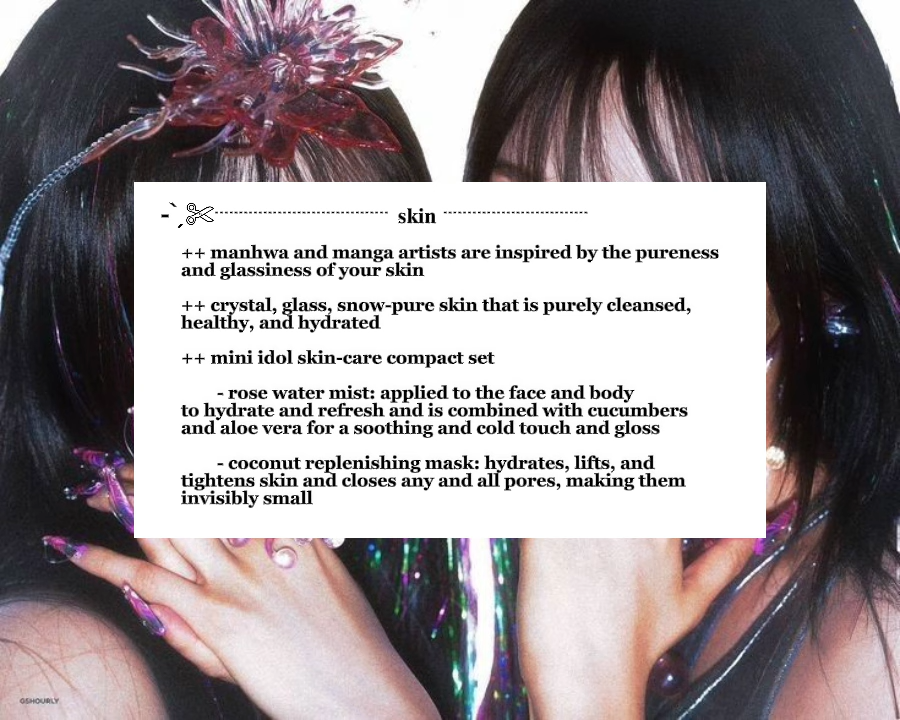 -`ˏ✄ skin
++ manhwa and manga artists are inspired by the pureness
and glassiness of your skin
++ crystal, glass, snow-pure skin that is purely cleansed,
healthy, and hydrated
++ mini idol skin-care compact set
- rose water mist: applied to the face and body
to hydrate and refresh and is combined with cucumbers
and aloe vera for a soothing and cold touch and gloss
- coconut replenishing mask: hydrates, lifts, and
tightens skin and closes any and all pores, making them
invisibly small
GSHOURLY